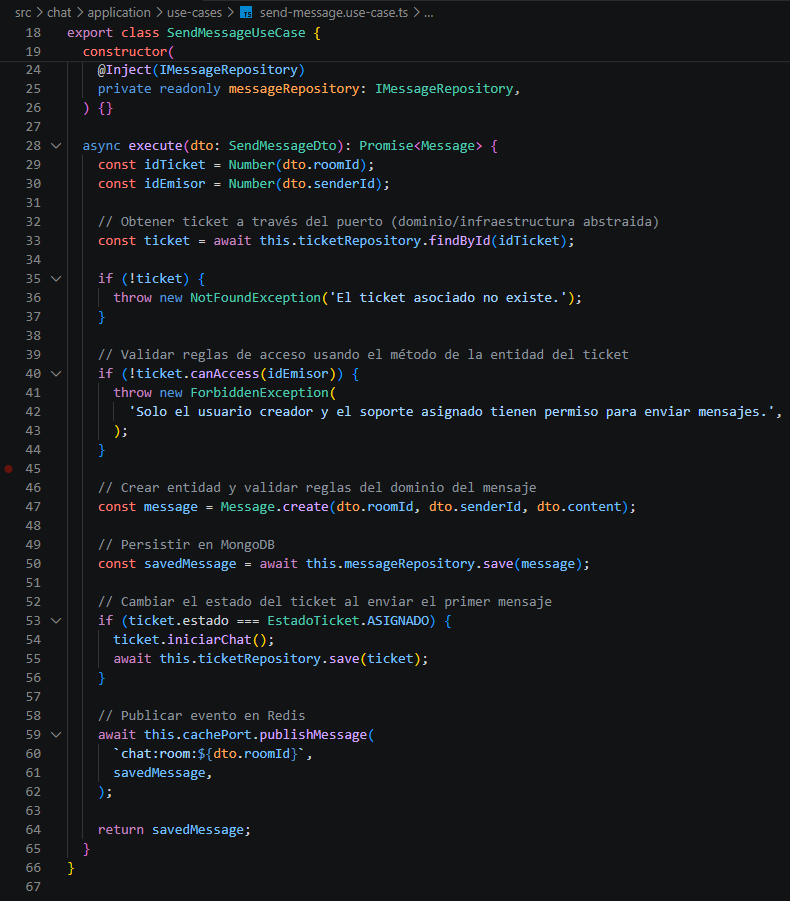 src > chat > application > use-cases > TS send-message.use-case.ts > ...
18 export class SendMessageUseCase {
19 constructor(
24 @Inject(IMessageRepository)
25 private readonly messageRepository: IMessageRepository,
26 ) {}
27
28 async execute(dto: SendMessageDto): Promise<Message> {
29 const idTicket = Number(dto.roomId);
30 const idEmisor = Number(dto.senderId);
31
32 // Obtener ticket a través del puerto (dominio/infraestructura abstraida)
33 const ticket = await this.ticketRepository.findById(idTicket);
34
35 if (!ticket) {
36 throw new NotFoundException('El ticket asociado no existe.');
37 }
38
39 // Validar reglas de acceso usando el método de la entidad del ticket
40 if (!ticket.canAccess(idEmisor)) {
41 throw new ForbiddenException(
42 'Solo el usuario creador y el soporte asignado tienen permiso para enviar mensajes.',
43 );
44 }
45
46 // Crear entidad y validar reglas del dominio del mensaje
47 const message = Message.create(dto.roomId, dto.senderId, dto.content);
48
49 // Persistir en MongoDB
50 const savedMessage = await this.messageRepository.save(message);
51
52 // Cambiar el estado del ticket al enviar el primer mensaje
53 if (ticket.estado === EstadoTicket.ASIGNADO) {
54 ticket.iniciarChat();
55 await this.ticketRepository.save(ticket);
56 }
57
58 // Publicar evento en Redis
59 await this.cachePort.publishMessage(
60 `chat:room:${dto.roomId}`,
61 savedMessage,
62 );
63
64 return savedMessage;
65 }
66 }
67